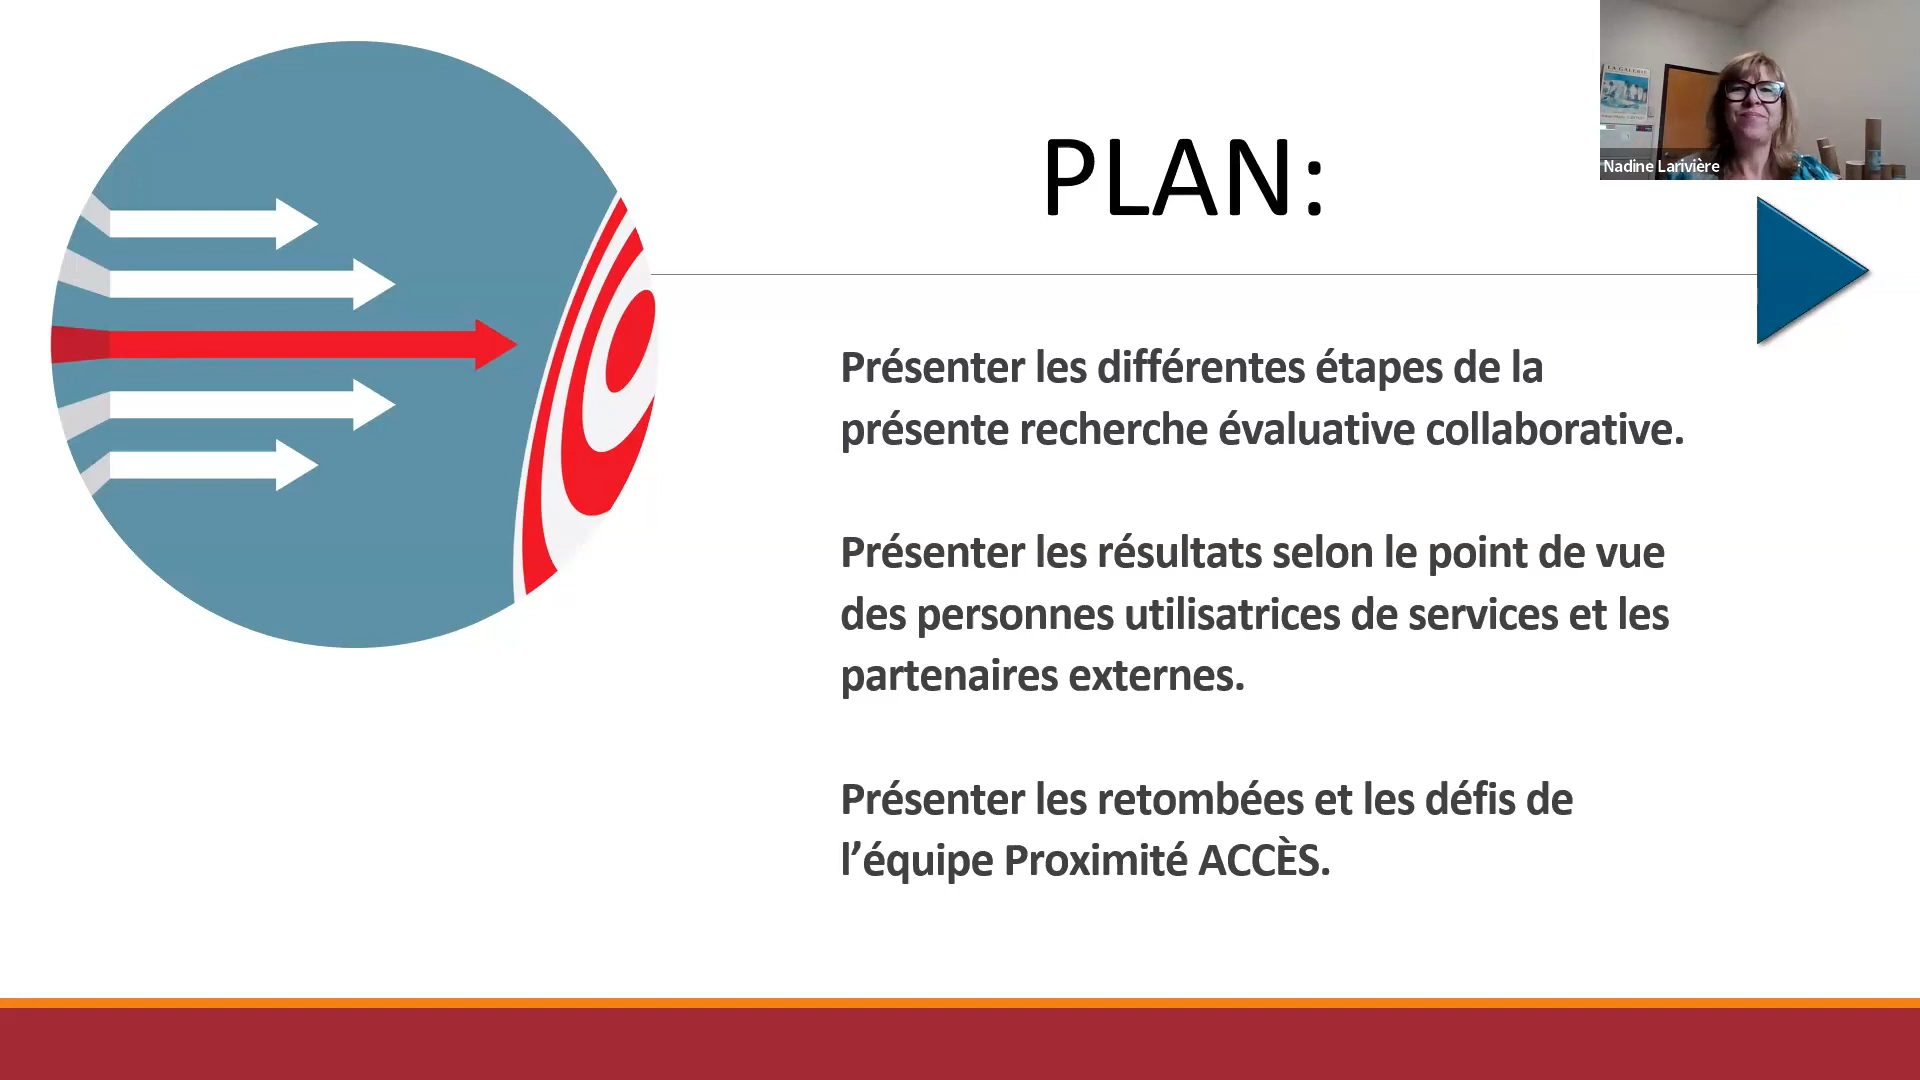 PLAN:
LA GALERIE
Nadine Larivière
Présenter les différentes étapes de la
présente recherche évaluative collaborative.
Présenter les résultats selon le point de vue
des personnes utilisatrices de services et les
partenaires externes.
Présenter les retombées et les défis de
l’équipe Proximité ACCÈS.